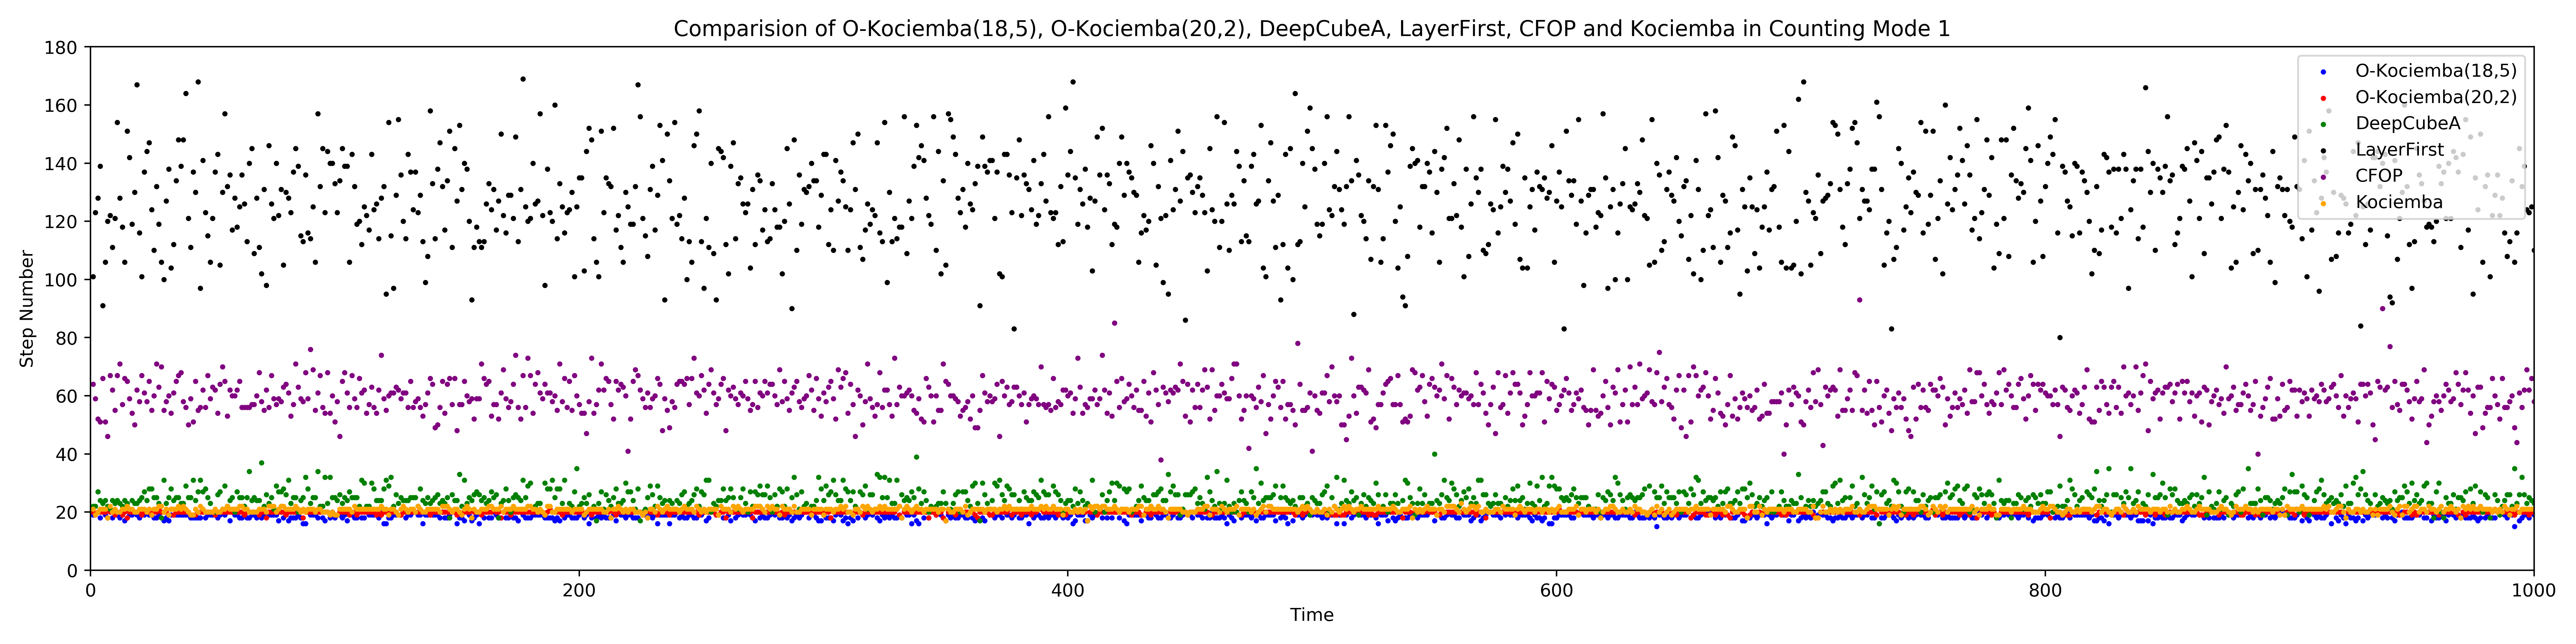 Comparision of O-Kociemba(18,5), O-Kociemba(20,2), DeepCubeA, LayerFirst, CFOP and Kociemba in Counting Mode 1
180
160
140
120
100
80
60
40
20
0
Step Number
O-Kociemba(18,5)
O-Kociemba(20,2)
DeepCubeA
LayerFirst
CFOP
Kociemba
0 200 400 600 800 1000
Time